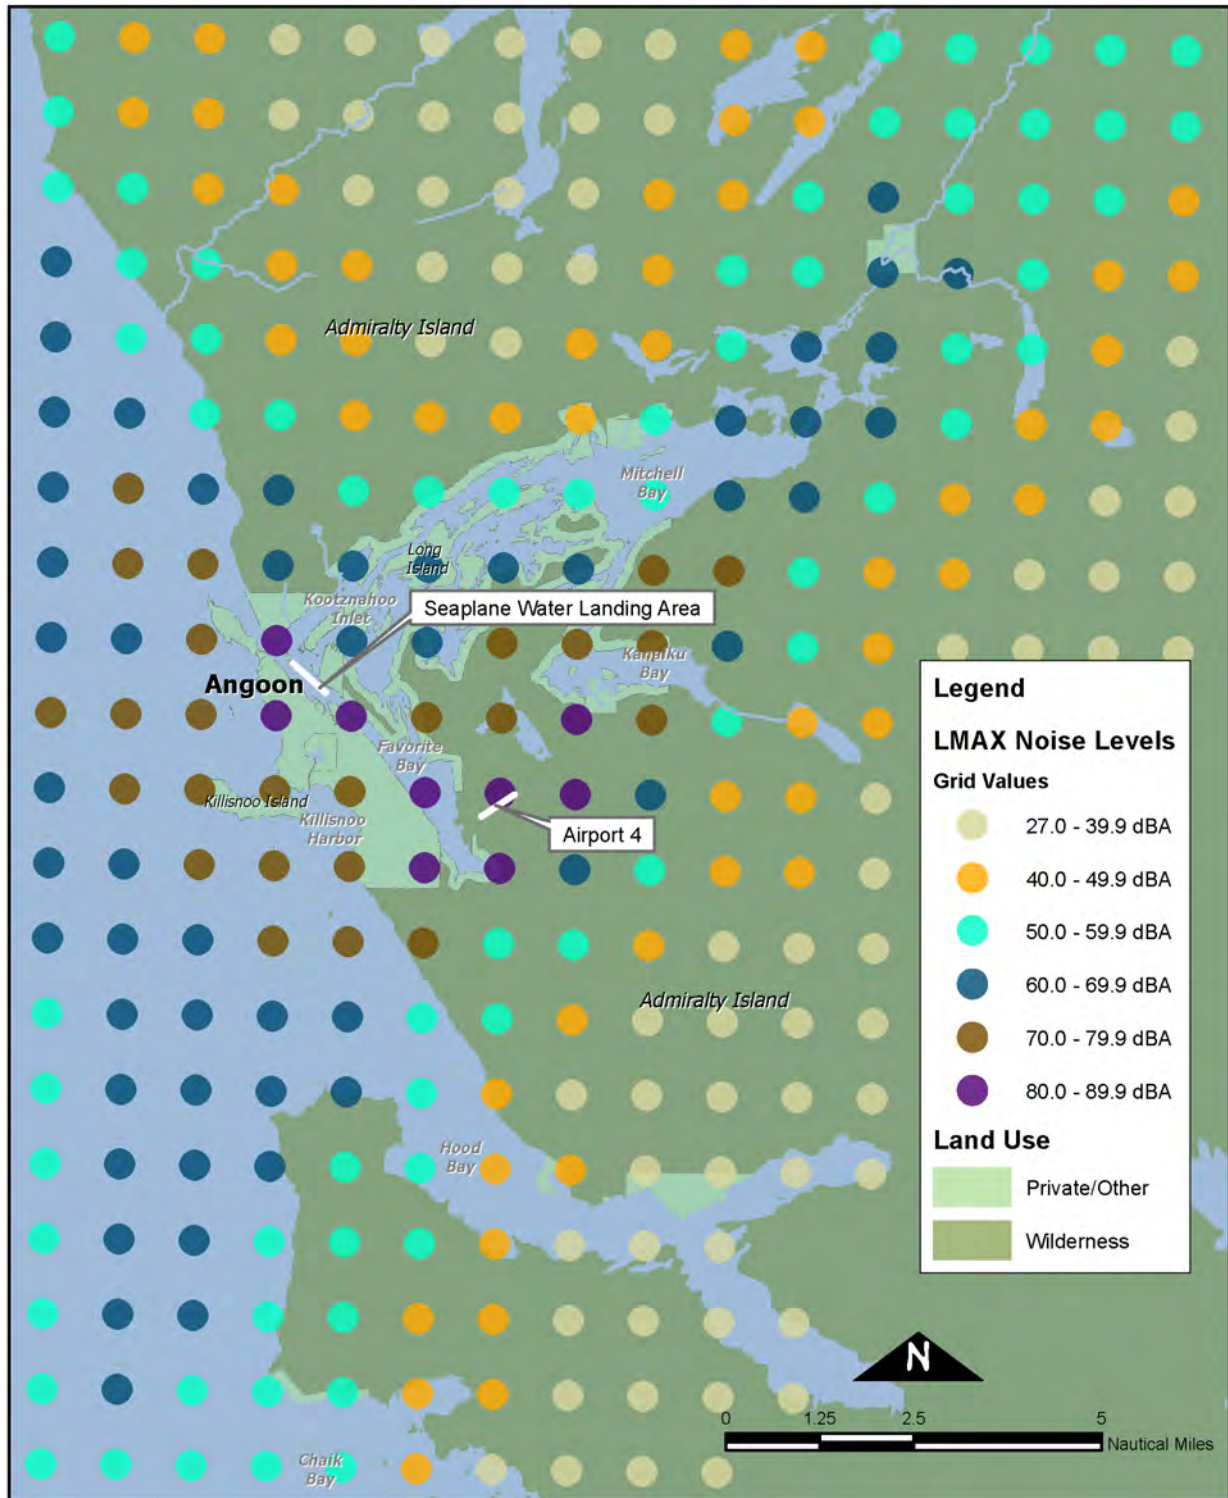 Admiralty Island
Mitchell
Bay
Long
Island
Kootznahoo
Inlet
Seaplane Water Landing Area
Kanalku
Bay
Angoon
Favorite
Bay
Killisnoo Island
Killisnoo
Harbor
Airport 4
Admiralty Island
Hood
Bay
Chaik
Bay
Legend
LMAX Noise Levels
Grid Values
27.0 - 39.9 dBA
40.0 - 49.9 dBA
50.0 - 59.9 dBA
60.0 - 69.9 dBA
70.0 - 79.9 dBA
80.0 - 89.9 dBA
Land Use
Private/Other
Wilderness
N
0 1.25 2.5 5
Nautical Miles